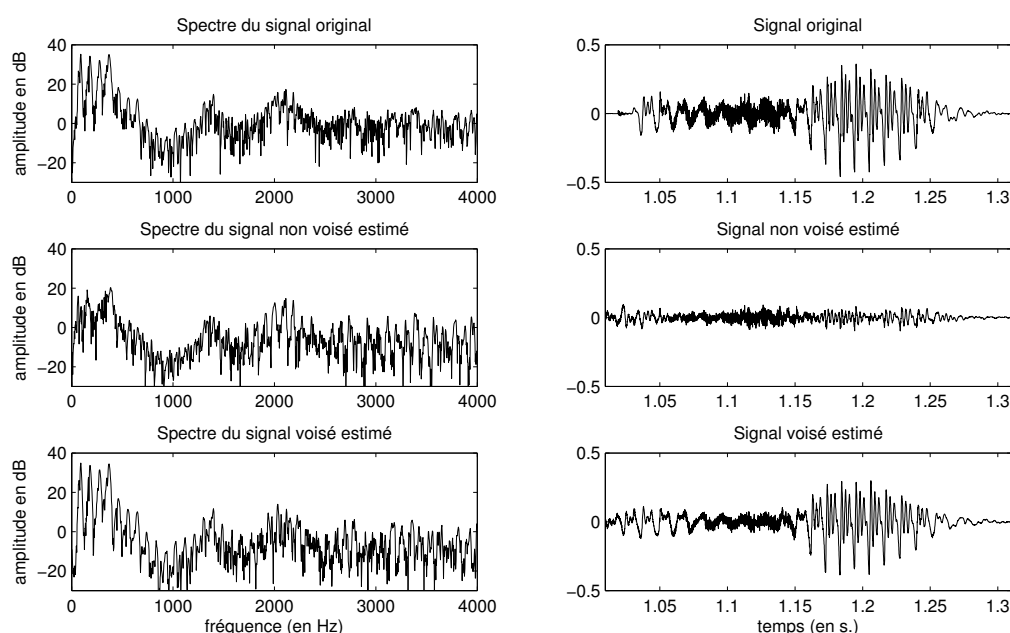 Spectre du signal original
Signal original
amplitude en dB
40
20
0
−20
0 1000 2000 3000 4000
0.5
0
−0.5
1.05 1.1 1.15 1.2 1.25 1.3
Spectre du signal non voisé estimé
Signal non voisé estimé
amplitude en dB
40
20
0
−20
0 1000 2000 3000 4000
0.5
0
−0.5
1.05 1.1 1.15 1.2 1.25 1.3
Spectre du signal voisé estimé
Signal voisé estimé
amplitude en dB
40
20
0
−20
0 1000 2000 3000 4000
fréquence (en Hz)
0.5
0
−0.5
1.05 1.1 1.15 1.2 1.25 1.3
temps (en s.)